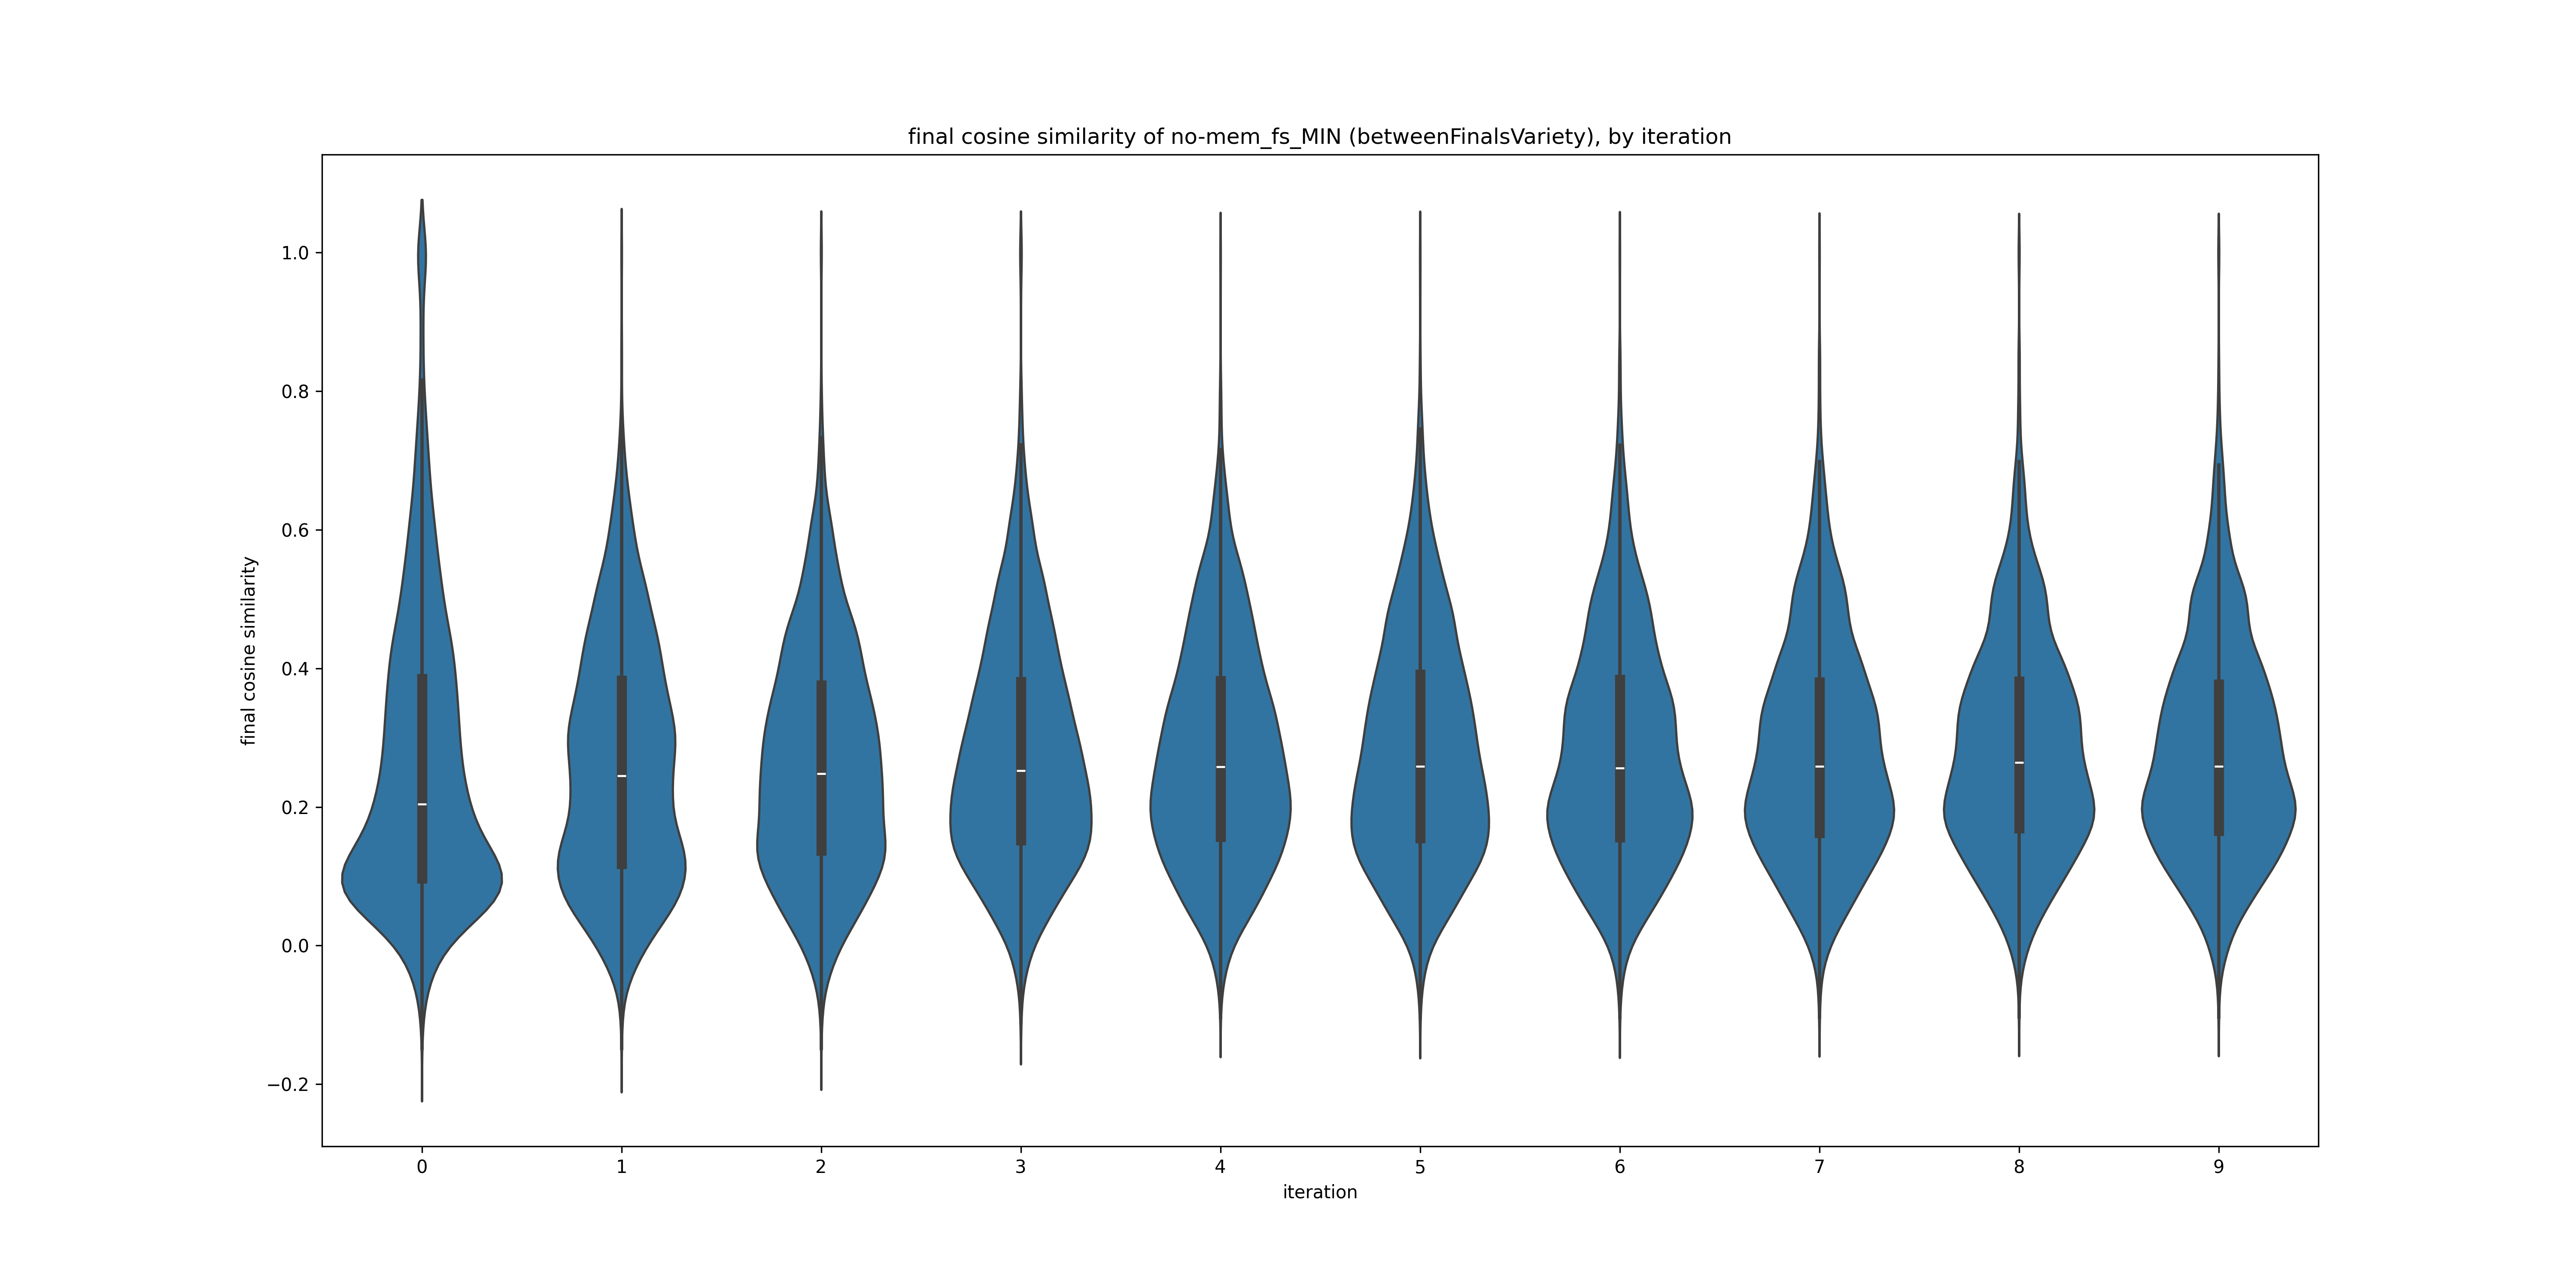 final cosine similarity of no-mem_fs_MIN (betweenFinalsVariety), by iteration
1.0
0.8
0.6
0.4
0.2
0.0
−0.2
final cosine similarity
0 1 2 3 4 5 6 7 8 9
iteration